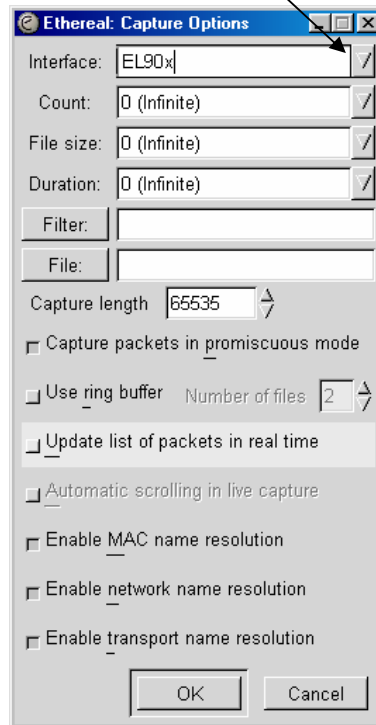 Ethereal: Capture Options
Interface: EL90x
Count: 0 (Infinite)
File size: 0 (Infinite)
Duration: 0 (Infinite)
Filter:
File:
Capture length 65535
Capture packets in promiscuous mode
Use ring buffer Number of files 2
Update list of packets in real time
Automatic scrolling in live capture
Enable MAC name resolution
Enable network name resolution
Enable transport name resolution
OK Cancel